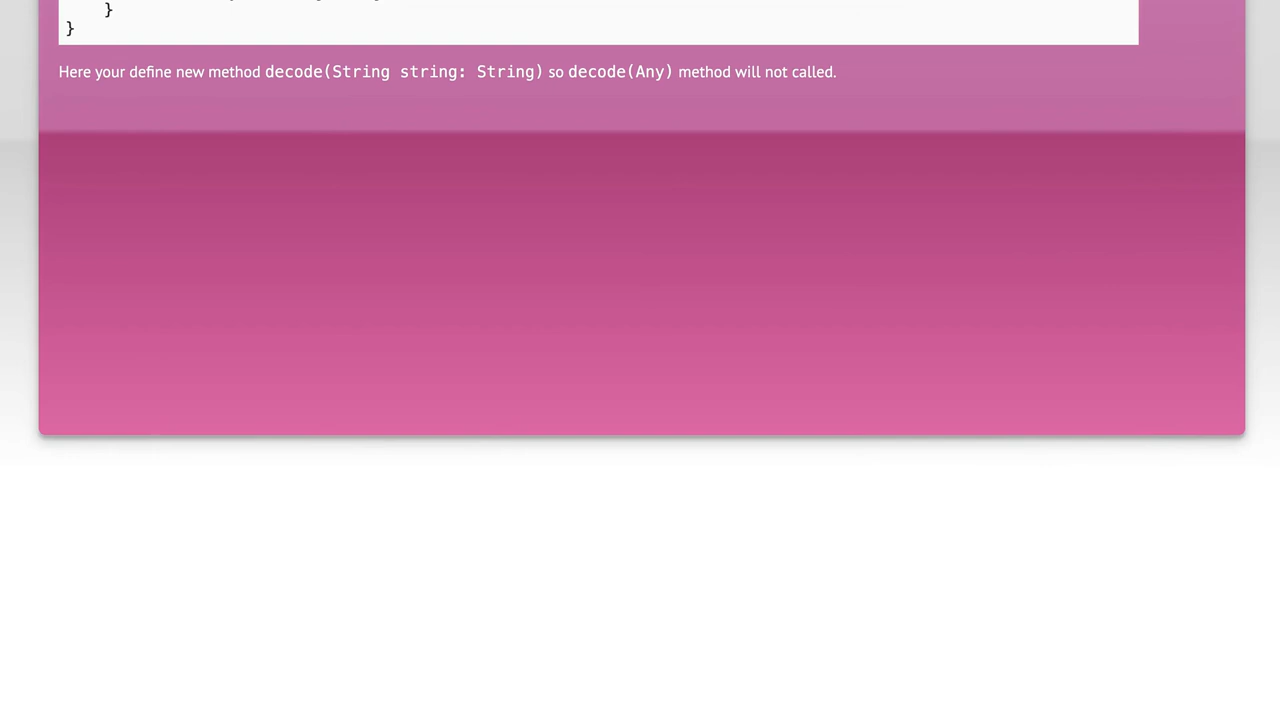 }
}
Here your define new method decode(String string: String) so decode(Any) method will not called.